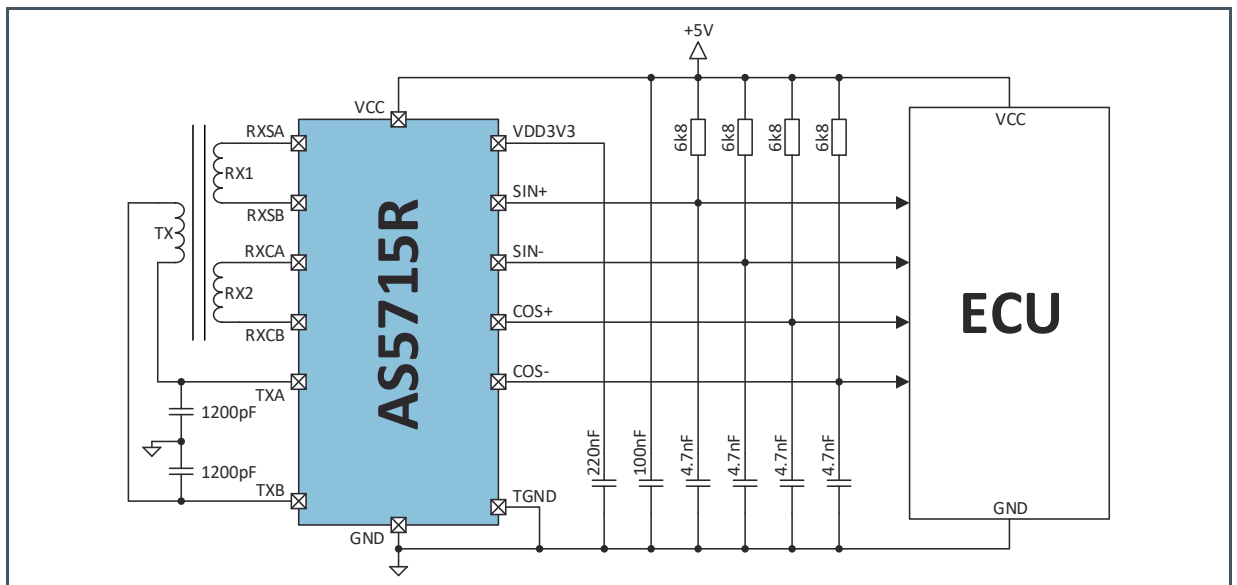 +5V
VCC
VCC
RXSA
VDD3V3
6k8
6k8
6k8
6k8
RX1
SIN+
RXSB
TX
RXCA
SIN-
RX2
AS5715R
ECU
COS+
RXCB
COS-
TXA
1200pF
220nF
100nF
4.7nF
4.7nF
4.7nF
4.7nF
1200pF
TXB
TGND
GND
GND